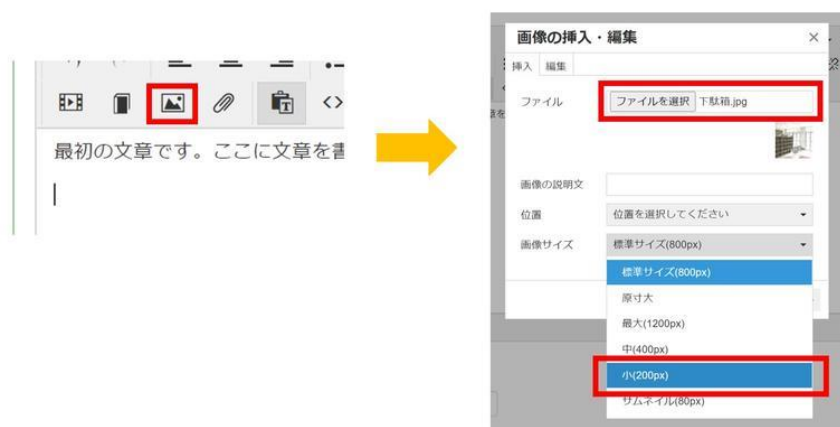 最初の文章です。ここに文章を書
画像の挿入・編集
挿入 編集
ファイル
ファイルを選択 下駄箱.jpg
画像の説明文
位置
位置を選択してください
画像サイズ
標準サイズ(800px)
標準サイズ(800px)
原寸大
最大(1200px)
中(400px)
小(200px)
サムネイル(80px)